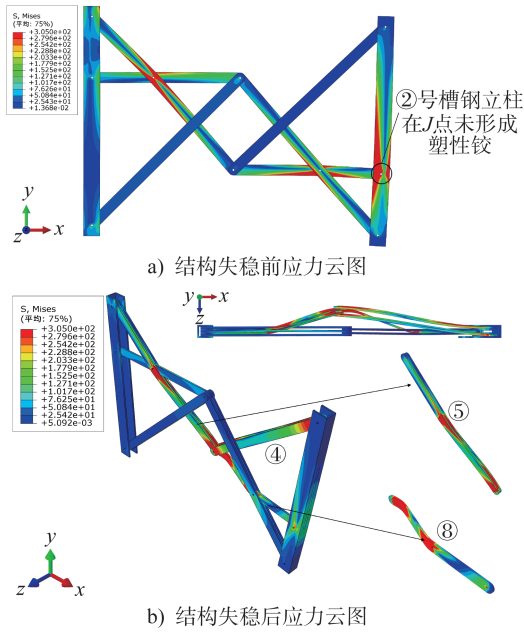 S, Mises
(平均: 75%)
+3.050e+02
+2.796e+02
+2.542e+02
+2.288e+02
+2.033e+02
+1.779e+02
+1.525e+02
+1.271e+02
+1.017e+02
+7.626e+01
+5.084e+01
+2.543e+01
+1.368e-02
②号槽钢立柱
在J点未形成
塑性铰
y
z
x
a) 结构失稳前应力云图
S, Mises
(平均: 75%)
+3.050e+02
+2.796e+02
+2.542e+02
+2.288e+02
+2.033e+02
+1.779e+02
+1.525e+02
+1.271e+02
+1.017e+02
+7.625e+01
+5.084e+01
+2.542e+01
+5.092e-03
y
x
z
⑤
④
⑧
y
z
x
b) 结构失稳后应力云图